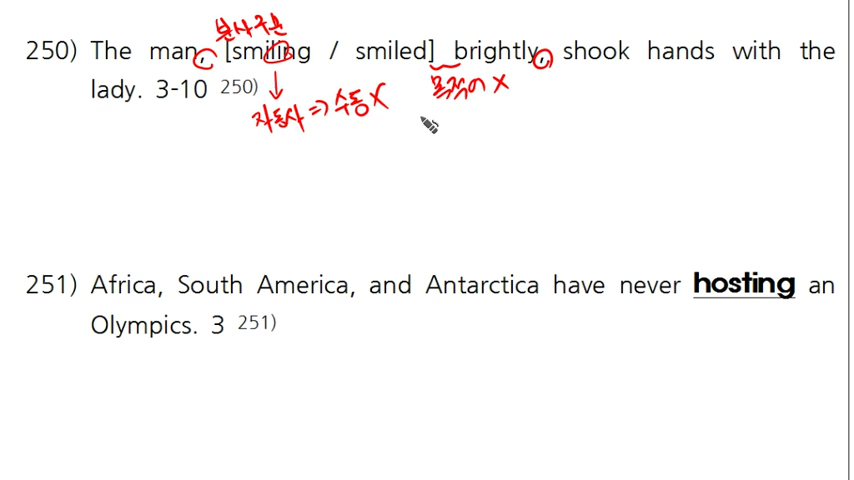 분사구문
250) The man, [smiling / smiled] brightly, shook hands with the
목적어 X
lady. 3-10 250)
자동사 => 수동X
251) Africa, South America, and Antarctica have never hosting an
Olympics. 3 251)